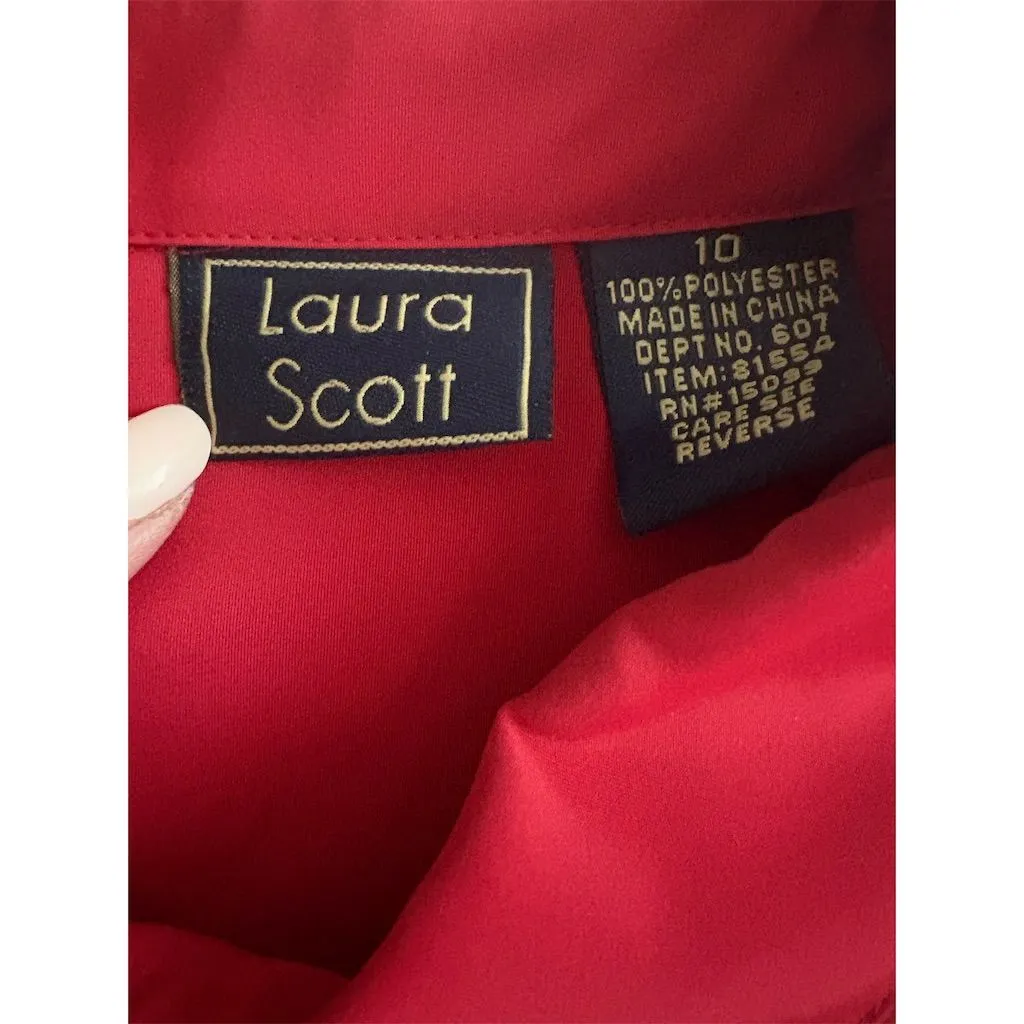 Laura
Scott
10
100% POLYESTER
MADE IN CHINA
DEPT NO. 607
ITEM: 81554
RN#15099
CARE SEE
REVERSE